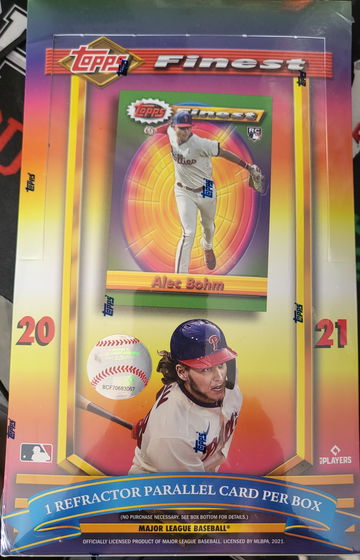 Topps Finest
Topps Finest
RC
Phillies
Alec Bohm
20 21
BCF70683067
P
MLB PLAYERS
1 REFRACTOR PARALLEL CARD PER BOX
(NO PURCHASE NECESSARY. SEE BOX BOTTOM FOR DETAILS.)
MAJOR LEAGUE BASEBALL®
OFFICIALLY LICENSED PRODUCT OF MAJOR LEAGUE BASEBALL. LICENSED BY MLBPA, 2021.